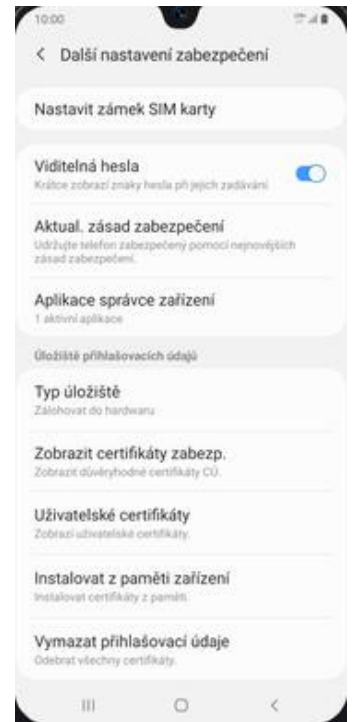 10:00
Další nastavení zabezpečení
Nastavit zámek SIM karty
Viditelná hesla
Krátce zobrazí znaky hesla při jejich zadávání
Aktual. zásad zabezpečení
Udržujte telefon zabezpečený pomocí nejnovějších
zásad zabezpečení.
Aplikace správce zařízení
1 aktivní aplikace
Úložiště přihlašovacích údajů
Typ úložiště
Zálohovat do hardwaru
Zobrazit certifikáty zabezp.
Zobrazit důvěryhodné certifikáty CÚ.
Uživatelské certifikáty
Zobrazí uživatelské certifikáty.
Instalovat z paměti zařízení
Instalovat certifikáty z paměti.
Vymazat přihlašovací údaje
Odebrat všechny certifikáty.